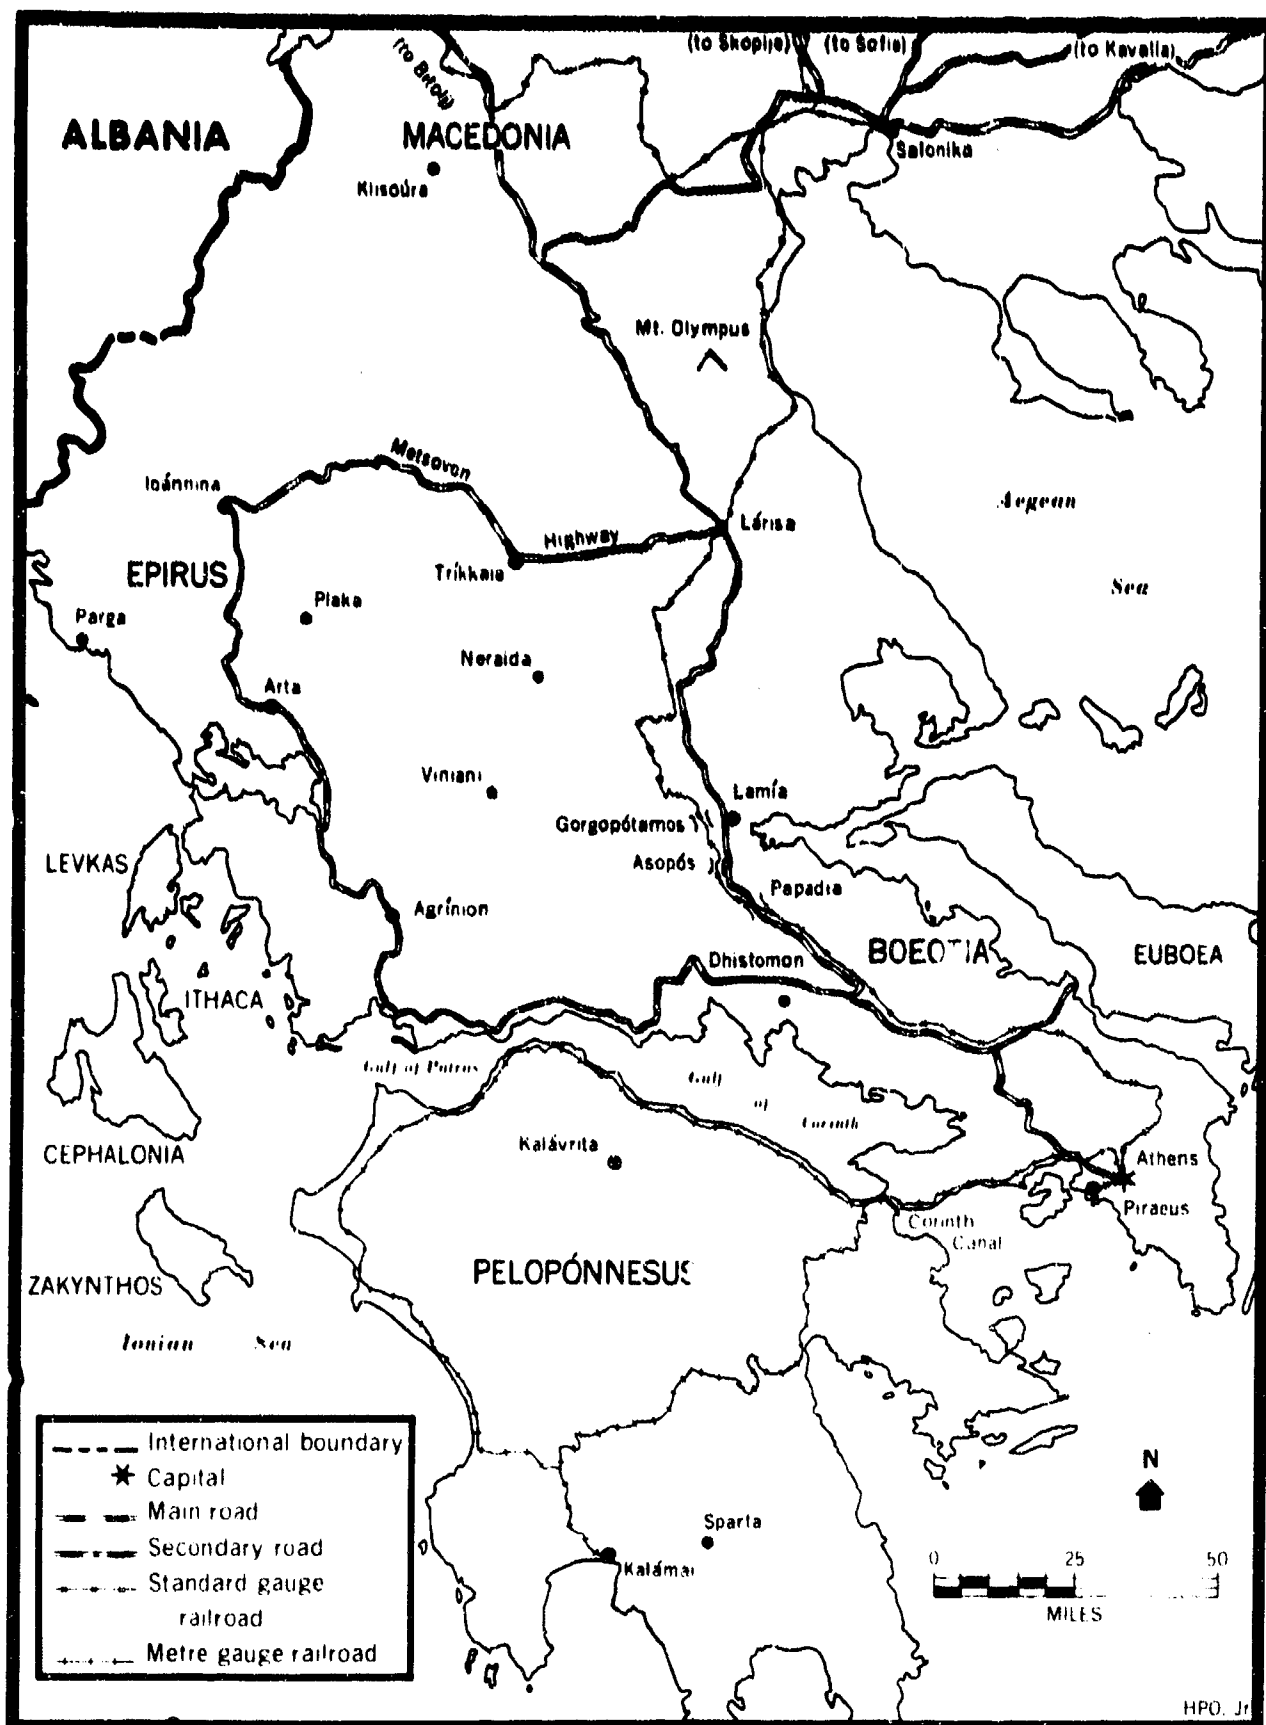 (to Bitolj)
(to Skoplje)
(to Sofia)
(to Kavalla)
ALBANIA
MACEDONIA
Salonika
Klisoúra
Mt. Olympus
Metsovon
Ioánnina
Aegean
Lárisa
Highway
EPIRUS
Tríkkala
Sea
Plaka
Parga
Neraida
Arta
Viniani
Lamía
Gorgopótamos
LEVKAS
Asopós
Papadia
Agrínion
BOEOTIA
EUBOEA
Dhistomon
ITHACA
Gulf of Patras
Gulf
of
Corinth
Kalávrita
CEPHALONIA
Athens
Piraeus
Corinth
Canal
PELOPÓNNESUS
ZAKYNTHOS
Ionian Sea
International boundary
Capital
Main road
Secondary road
Standard gauge
railroad
Metre gauge railroad
N
Sparta
Kalámai
0 25 50
MILES
HPO. Jr